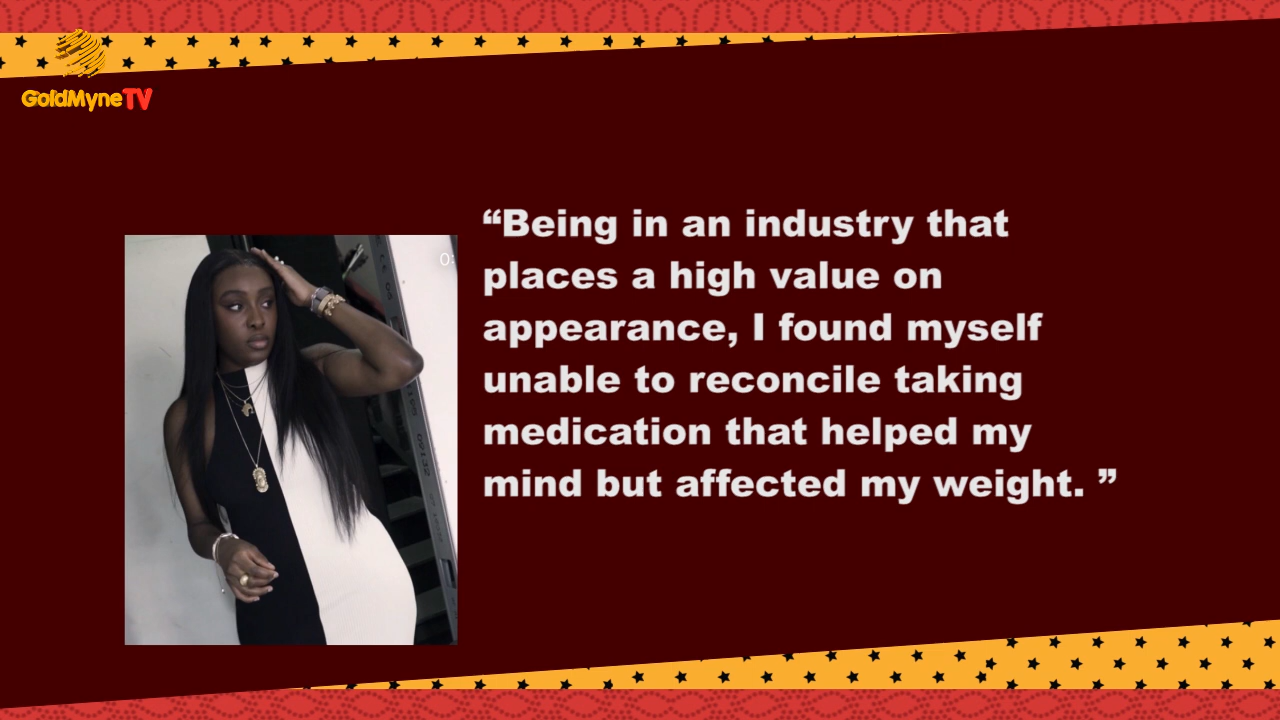 GoldMyneTV
“Being in an industry that
places a high value on
appearance, I found myself
unable to reconcile taking
medication that helped my
mind but affected my weight. ”
0: